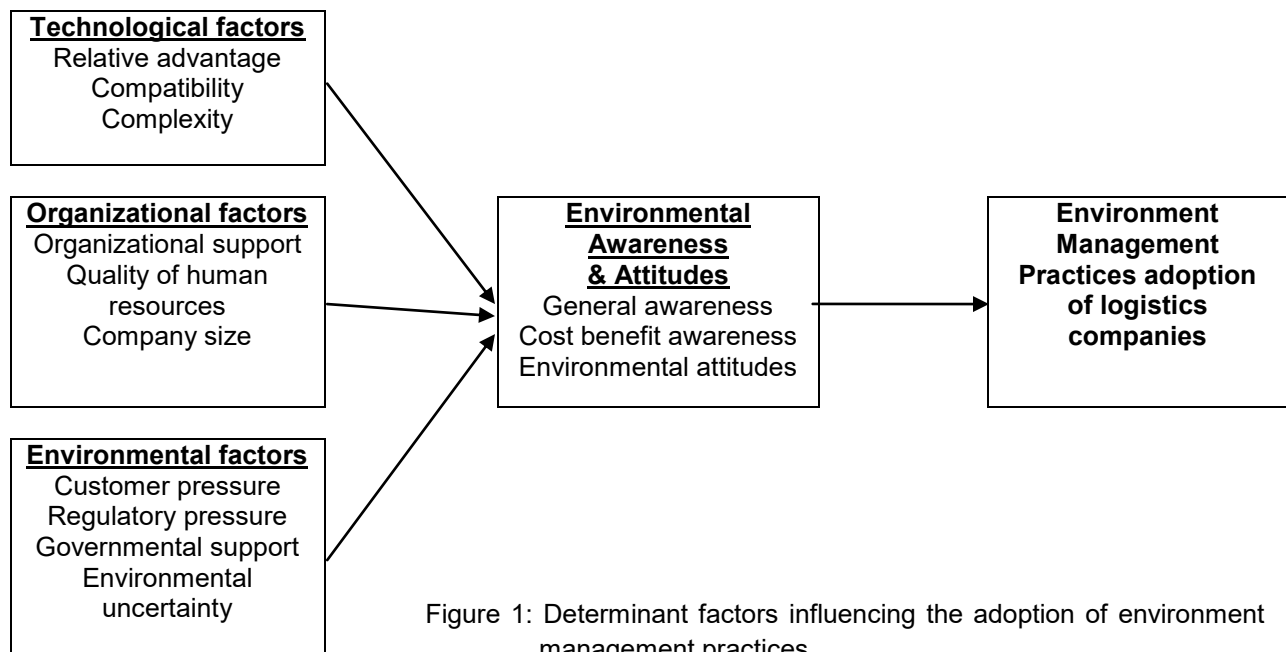 Technological factors
Relative advantage
Compatibility
Complexity
Organizational factors
Organizational support
Quality of human
resources
Company size
Environmental factors
Customer pressure
Regulatory pressure
Governmental support
Environmental
uncertainty
Environmental
Awareness
& Attitudes
General awareness
Cost benefit awareness
Environmental attitudes
Environment
Management
Practices adoption
of logistics
companies
Figure 1: Determinant factors influencing the adoption of environment
management practices